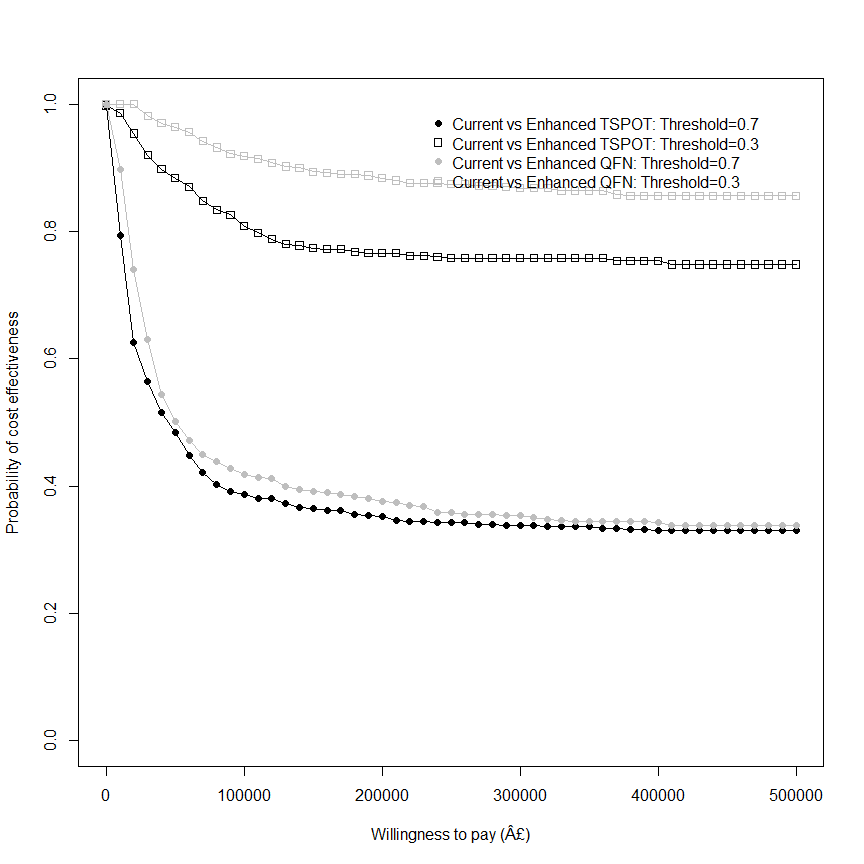 Current vs Enhanced TSPOT: Threshold=0.7
Current vs Enhanced TSPOT: Threshold=0.3
Current vs Enhanced QFN: Threshold=0.7
Current vs Enhanced QFN: Threshold=0.3
Probability of cost effectiveness
1.0
0.8
0.6
0.4
0.2
0.0
0 100000 200000 300000 400000 500000
Willingness to pay (Â£)